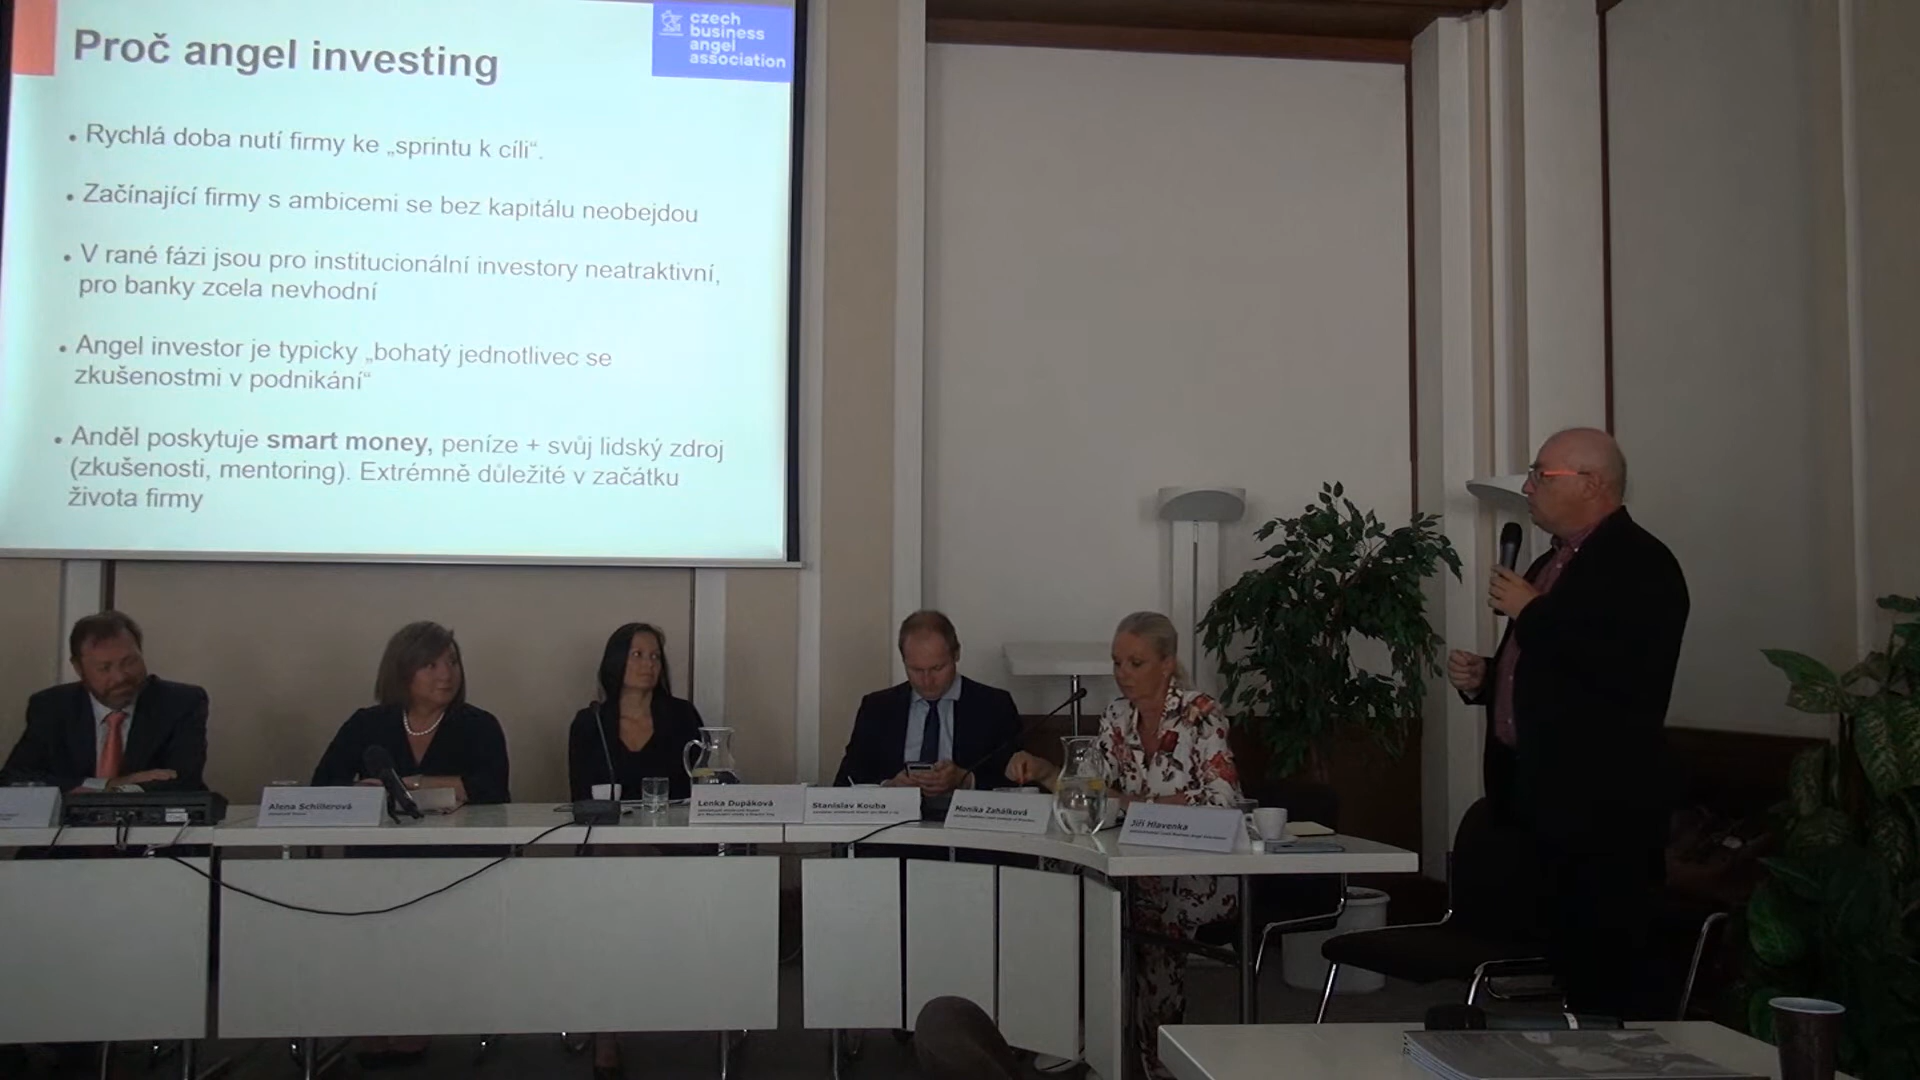 Proč angel investing
czech
business
angel
association
• Rychlá doba nutí firmy ke „sprintu k cíli“.
• Začínající firmy s ambicemi se bez kapitálu neobejdou
• V rané fázi jsou pro institucionální investory neatraktivní,
pro banky zcela nevhodní
• Angel investor je typicky „bohatý jednotlivec se
zkušenostmi v podnikání“
• Anděl poskytuje smart money, peníze + svůj lidský zdroj
(zkušenosti, mentoring). Extrémně důležité v začátku
života firmy
Alena Schillerová
Lenka Dupáková
Stanislav Kouba
Monika Zahálková
Jiří Hlavenka